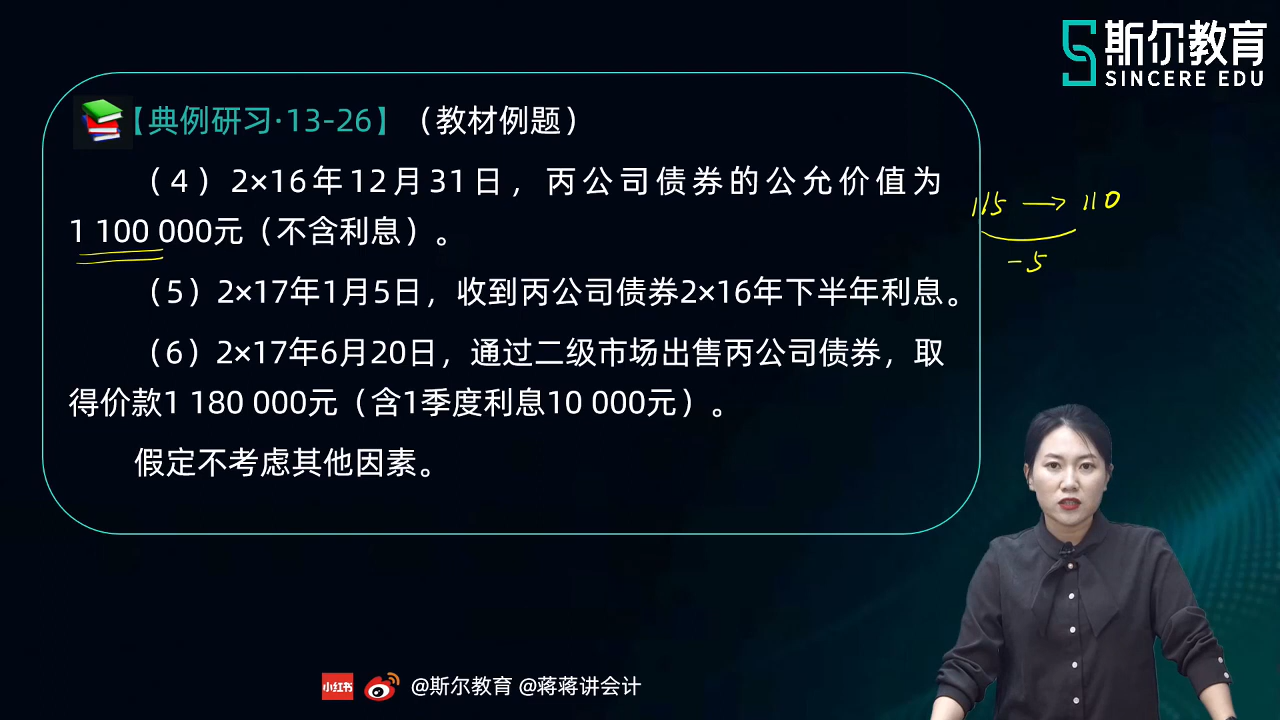 斯尔教育
SINCERE EDU
【典例研习·13-26】（教材例题）
（4）2×16年12月31日，丙公司债券的公允价值为
1 100 000元（不含利息）。
115 → 110
-5
（5）2×17年1月5日，收到丙公司债券2×16年下半年利息。
（6）2×17年6月20日，通过二级市场出售丙公司债券，取
得价款1 180 000元（含1季度利息10 000元）。
假定不考虑其他因素。
小红书 @斯尔教育 @蒋蒋讲会计